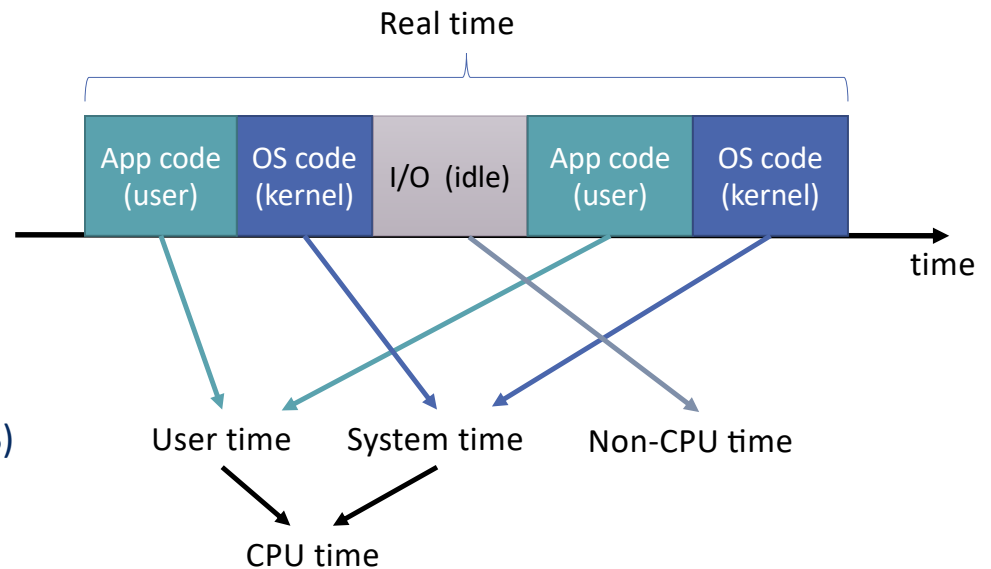 Real time
App code
(user)
OS code
(kernel)
I/O (idle)
App code
(user)
OS code
(kernel)
time
)
User time
System time
Non-CPU time
CPU time